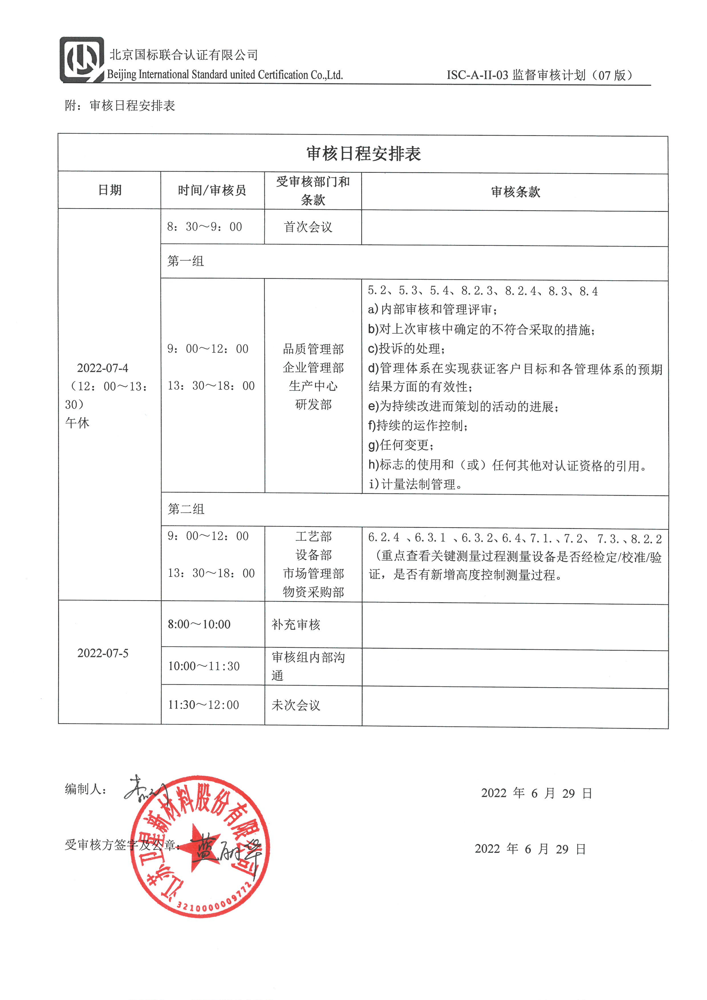 北京国标联合认证有限公司
Beijing International Standard united Certification Co.,Ltd.
ISC-A-II-03 监督审核计划（07 版）
附：审核日程安排表
审核日程安排表
日期
时间/审核员
受审核部门和
条款
审核条款
2022-07-4
（12：00～13：
30）
午休
8：30～9：00
首次会议
第一组
9：00～12：00
13：30～18：00
品质管理部
企业管理部
生产中心
研发部
5.2、5.3、5.4、8.2.3、8.2.4、8.3、8.4
a)内部审核和管理评审；
b)对上次审核中确定的不符合采取的措施；
c)投诉的处理；
d)管理体系在实现获证客户目标和各管理体系的预期
结果方面的有效性；
e)为持续改进而策划的活动的进展；
f)持续的运作控制；
g)任何变更；
h)标志的使用和（或）任何其他对认证资格的引用。
i)计量法制管理。
第二组
9：00～12：00
13：30～18：00
工艺部
设备部
市场管理部
物资采购部
6.2.4 、6.3.1 、6.3.2、6.4、7.1.、7.2、 7.3.、8.2.2
（重点查看关键测量过程测量设备是否经检定/校准/验
证，是否有新增高度控制测量过程。
2022-07-5
8:00～10:00
补充审核
10:00～11:30
审核组内部沟
通
11:30～12:00
末次会议
编制人：
2022 年 6 月 29 日
受审核方签字及公章：
2022 年 6 月 29 日
江苏卫星新材料股份有限公司
3210000009772